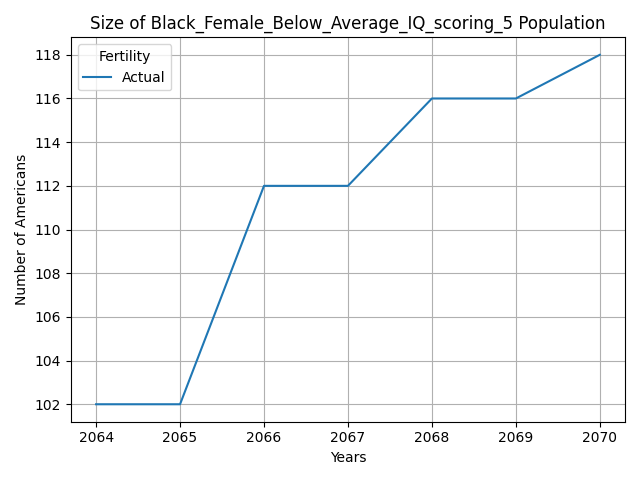 Size of Black_Female_Below_Average_IQ_scoring_5 Population
Fertility
Actual
118
116
114
112
110
108
106
104
102
Number of Americans
2064 2065 2066 2067 2068 2069 2070
Years